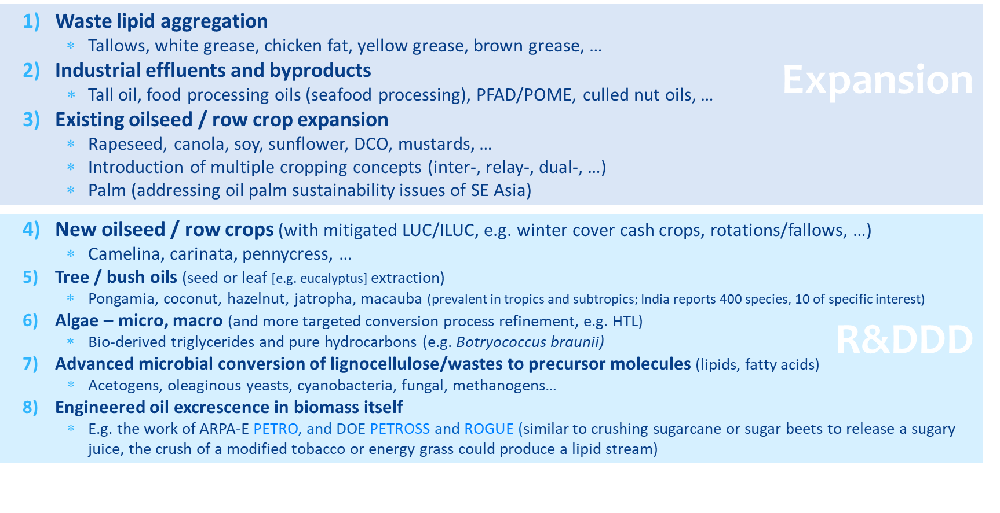 1) Waste lipid aggregation
* Tallows, white grease, chicken fat, yellow grease, brown grease, …
2) Industrial effluents and byproducts
* Tall oil, food processing oils (seafood processing), PFAD/POME, culled nut oils, …
Expansion
3) Existing oilseed / row crop expansion
* Rapeseed, canola, soy, sunflower, DCO, mustards, …
* Introduction of multiple cropping concepts (inter-, relay-, dual-, …)
* Palm (addressing oil palm sustainability issues of SE Asia)
4) New oilseed / row crops (with mitigated LUC/ILUC, e.g. winter cover cash crops, rotations/fallows, …)
* Camelina, carinata, pennycress, …
5) Tree / bush oils (seed or leaf [e.g. eucalyptus] extraction)
* Pongamia, coconut, hazelnut, jatropha, macauba (prevalent in tropics and subtropics; India reports 400 species, 10 of specific interest)
6) Algae – micro, macro (and more targeted conversion process refinement, e.g. HTL)
* Bio-derived triglycerides and pure hydrocarbons (e.g. Botryococcus braunii)
R&DDD
7) Advanced microbial conversion of lignocellulose/wastes to precursor molecules (lipids, fatty acids)
* Acetogens, oleaginous yeasts, cyanobacteria, fungal, methanogens…
8) Engineered oil excrescence in biomass itself
* E.g. the work of ARPA-E PETRO, and DOE PETROSS and ROGUE (similar to crushing sugarcane or sugar beets to release a sugary
juice, the crush of a modified tobacco or energy grass could produce a lipid stream)